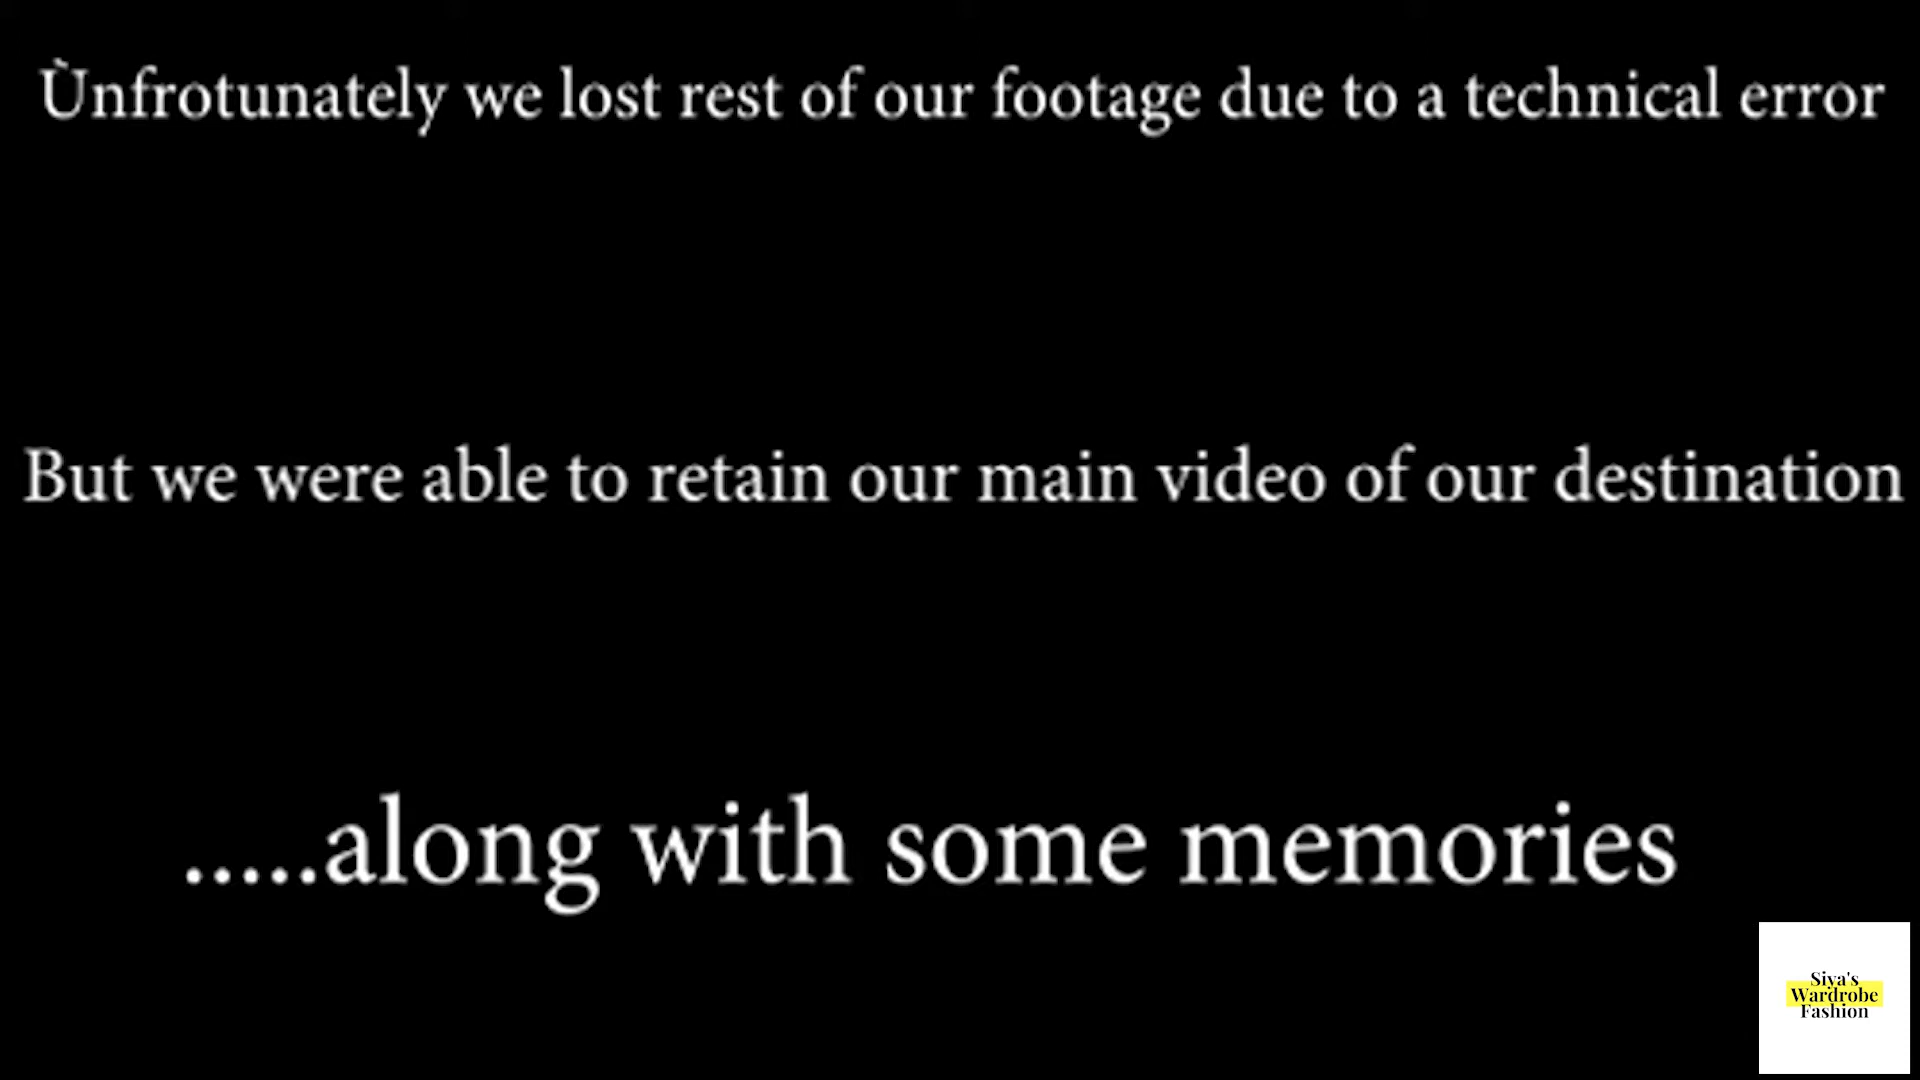 Ùnfrotunately we lost rest of our footage due to a technical error
But we were able to retain our main video of our destination
.....along with some memories
Siya's
Wardrobe
Fashion